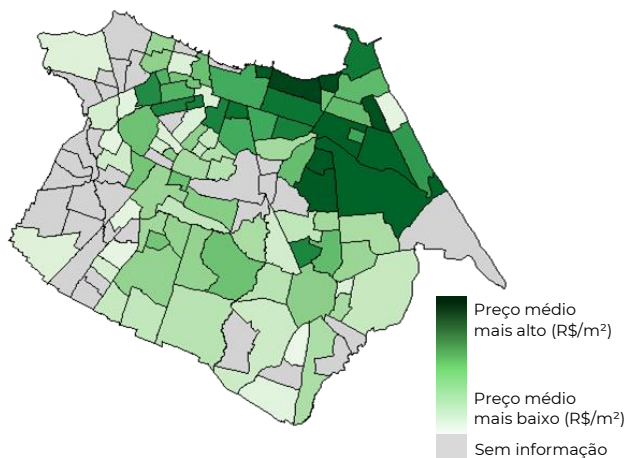 Preço médio
mais alto (R$/m²)
Preço médio
mais baixo (R$/m²)
Sem informação